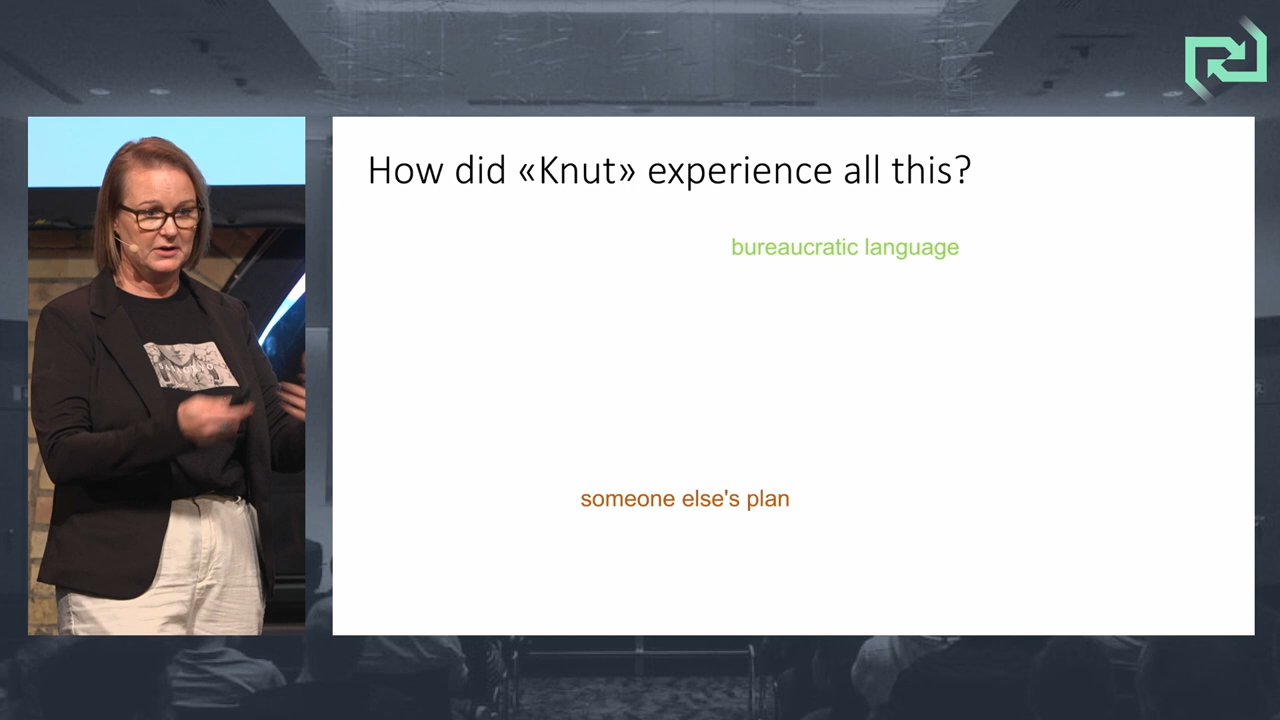 How did «Knut» experience all this?
bureaucratic language
someone else's plan